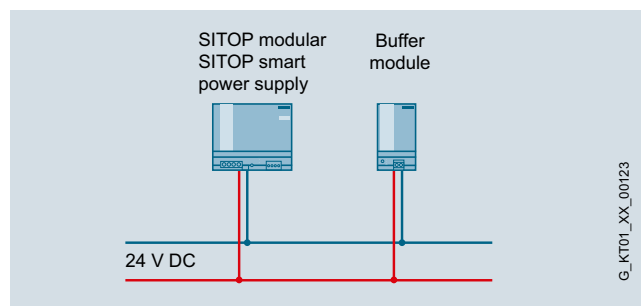 SITOP modular
SITOP smart
power supply
Buffer
module
24 V DC
G_KT01_XX_00123